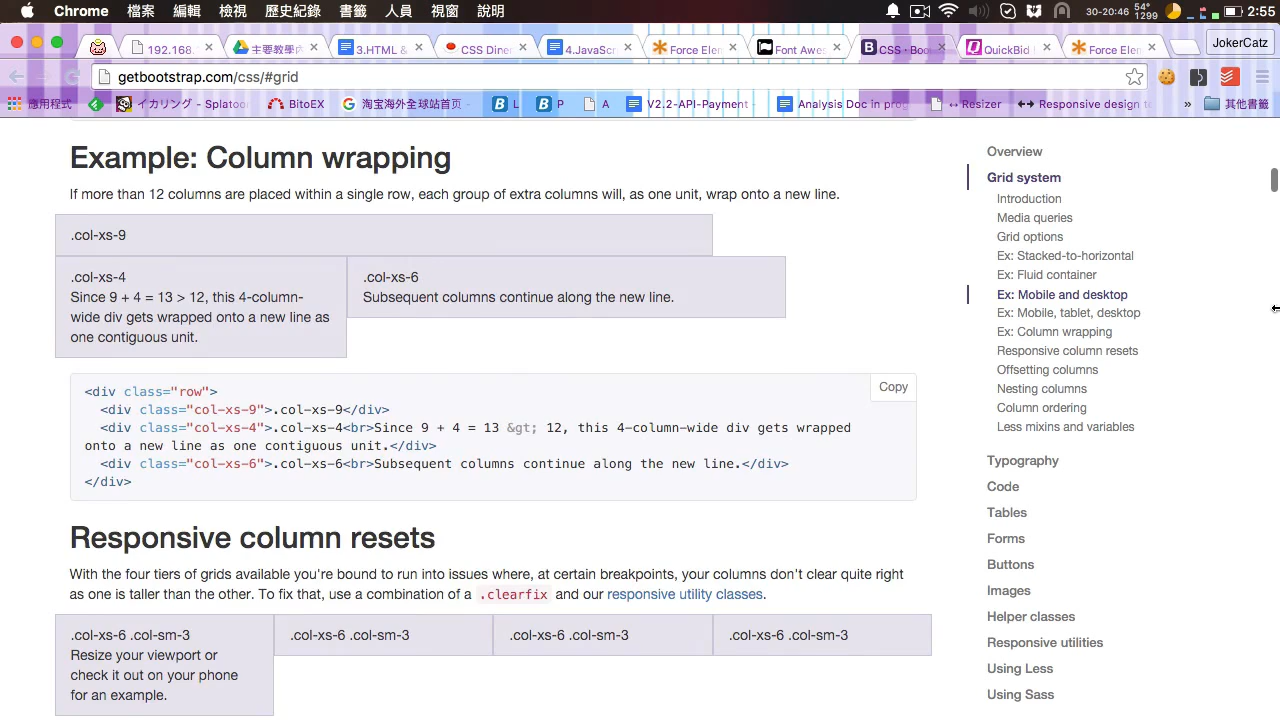 Chrome 檔案 編輯 檢視 歷史紀錄 書籤 人員 視窗 說明 30-20:46 54° 1299 2:55
192.168 主要教學內 3.HTML & CSS Diner 4.JavaScr Force Elem Font Awes CSS · Boo QuickBid Force Elem JokerCatz
getbootstrap.com/css/#grid
應用程式 イカリング - Splatoo BitoEX 淘宝海外全球站首页 - L P A V2.2-API-Payment Analysis Doc in prog ↔ Resizer Responsive design te » 其他書籤
Example: Column wrapping
If more than 12 columns are placed within a single row, each group of extra columns will, as one unit, wrap onto a new line.
.col-xs-9
.col-xs-4
Since 9 + 4 = 13 > 12, this 4-column-
wide div gets wrapped onto a new line as
one contiguous unit.
.col-xs-6
Subsequent columns continue along the new line.
Copy
<div class="row">
<div class="col-xs-9">.col-xs-9</div>
<div class="col-xs-4">.col-xs-4<br>Since 9 + 4 = 13 &gt; 12, this 4-column-wide div gets wrapped
onto a new line as one contiguous unit.</div>
<div class="col-xs-6">.col-xs-6<br>Subsequent columns continue along the new line.</div>
</div>
Responsive column resets
With the four tiers of grids available you're bound to run into issues where, at certain breakpoints, your columns don't clear quite right
as one is taller than the other. To fix that, use a combination of a .clearfix and our responsive utility classes.
.col-xs-6 .col-sm-3
Resize your viewport or
check it out on your phone
for an example.
.col-xs-6 .col-sm-3
.col-xs-6 .col-sm-3
.col-xs-6 .col-sm-3
Overview
Grid system
Introduction
Media queries
Grid options
Ex: Stacked-to-horizontal
Ex: Fluid container
Ex: Mobile and desktop
Ex: Mobile, tablet, desktop
Ex: Column wrapping
Responsive column resets
Offsetting columns
Nesting columns
Column ordering
Less mixins and variables
Typography
Code
Tables
Forms
Buttons
Images
Helper classes
Responsive utilities
Using Less
Using Sass